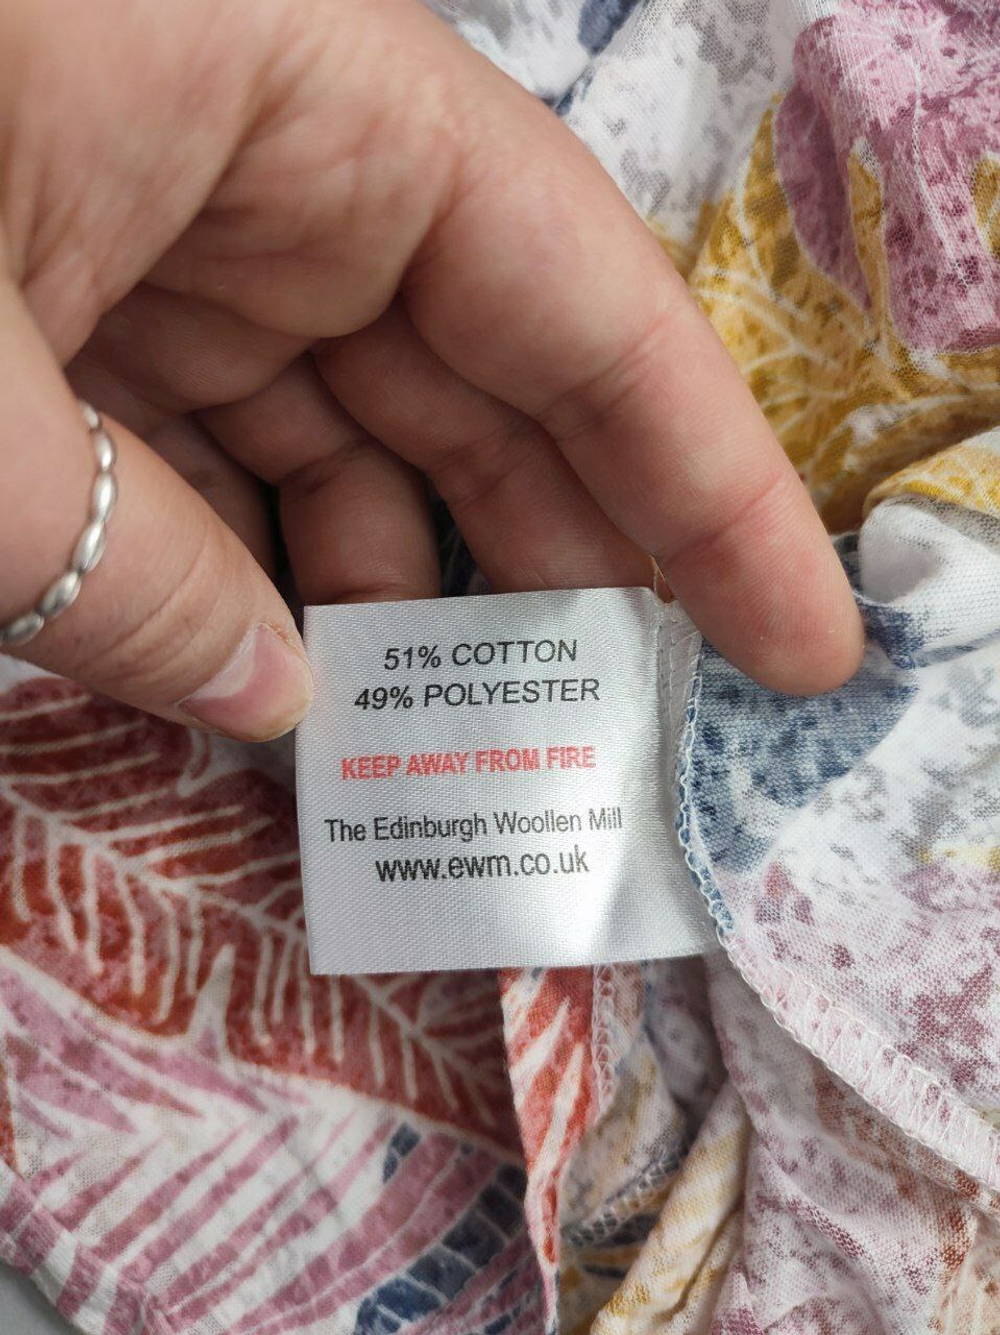 51% COTTON
49% POLYESTER
KEEP AWAY FROM FIRE
The Edinburgh Woollen Mill
www.ewm.co.uk